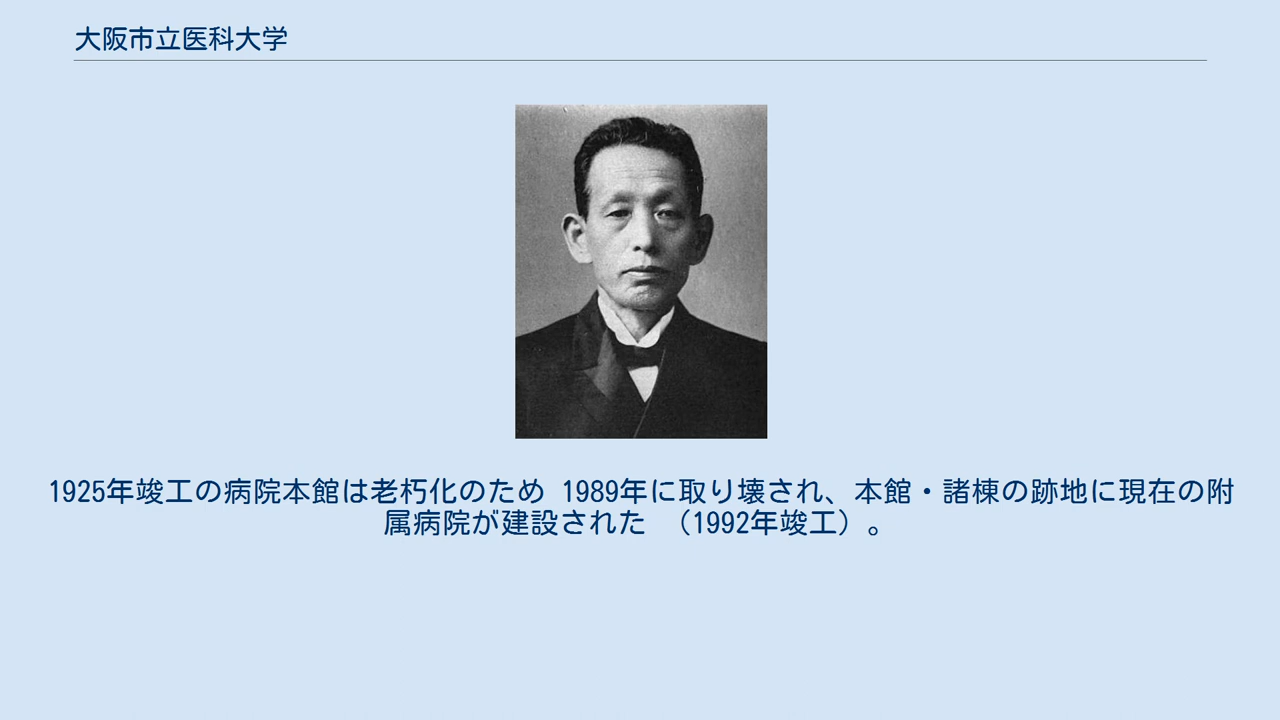 大阪市立医科大学
1925年竣工の病院本館は老朽化のため 1989年に取り壊され、本館・諸棟の跡地に現在の附
属病院が建設された （1992年竣工）。